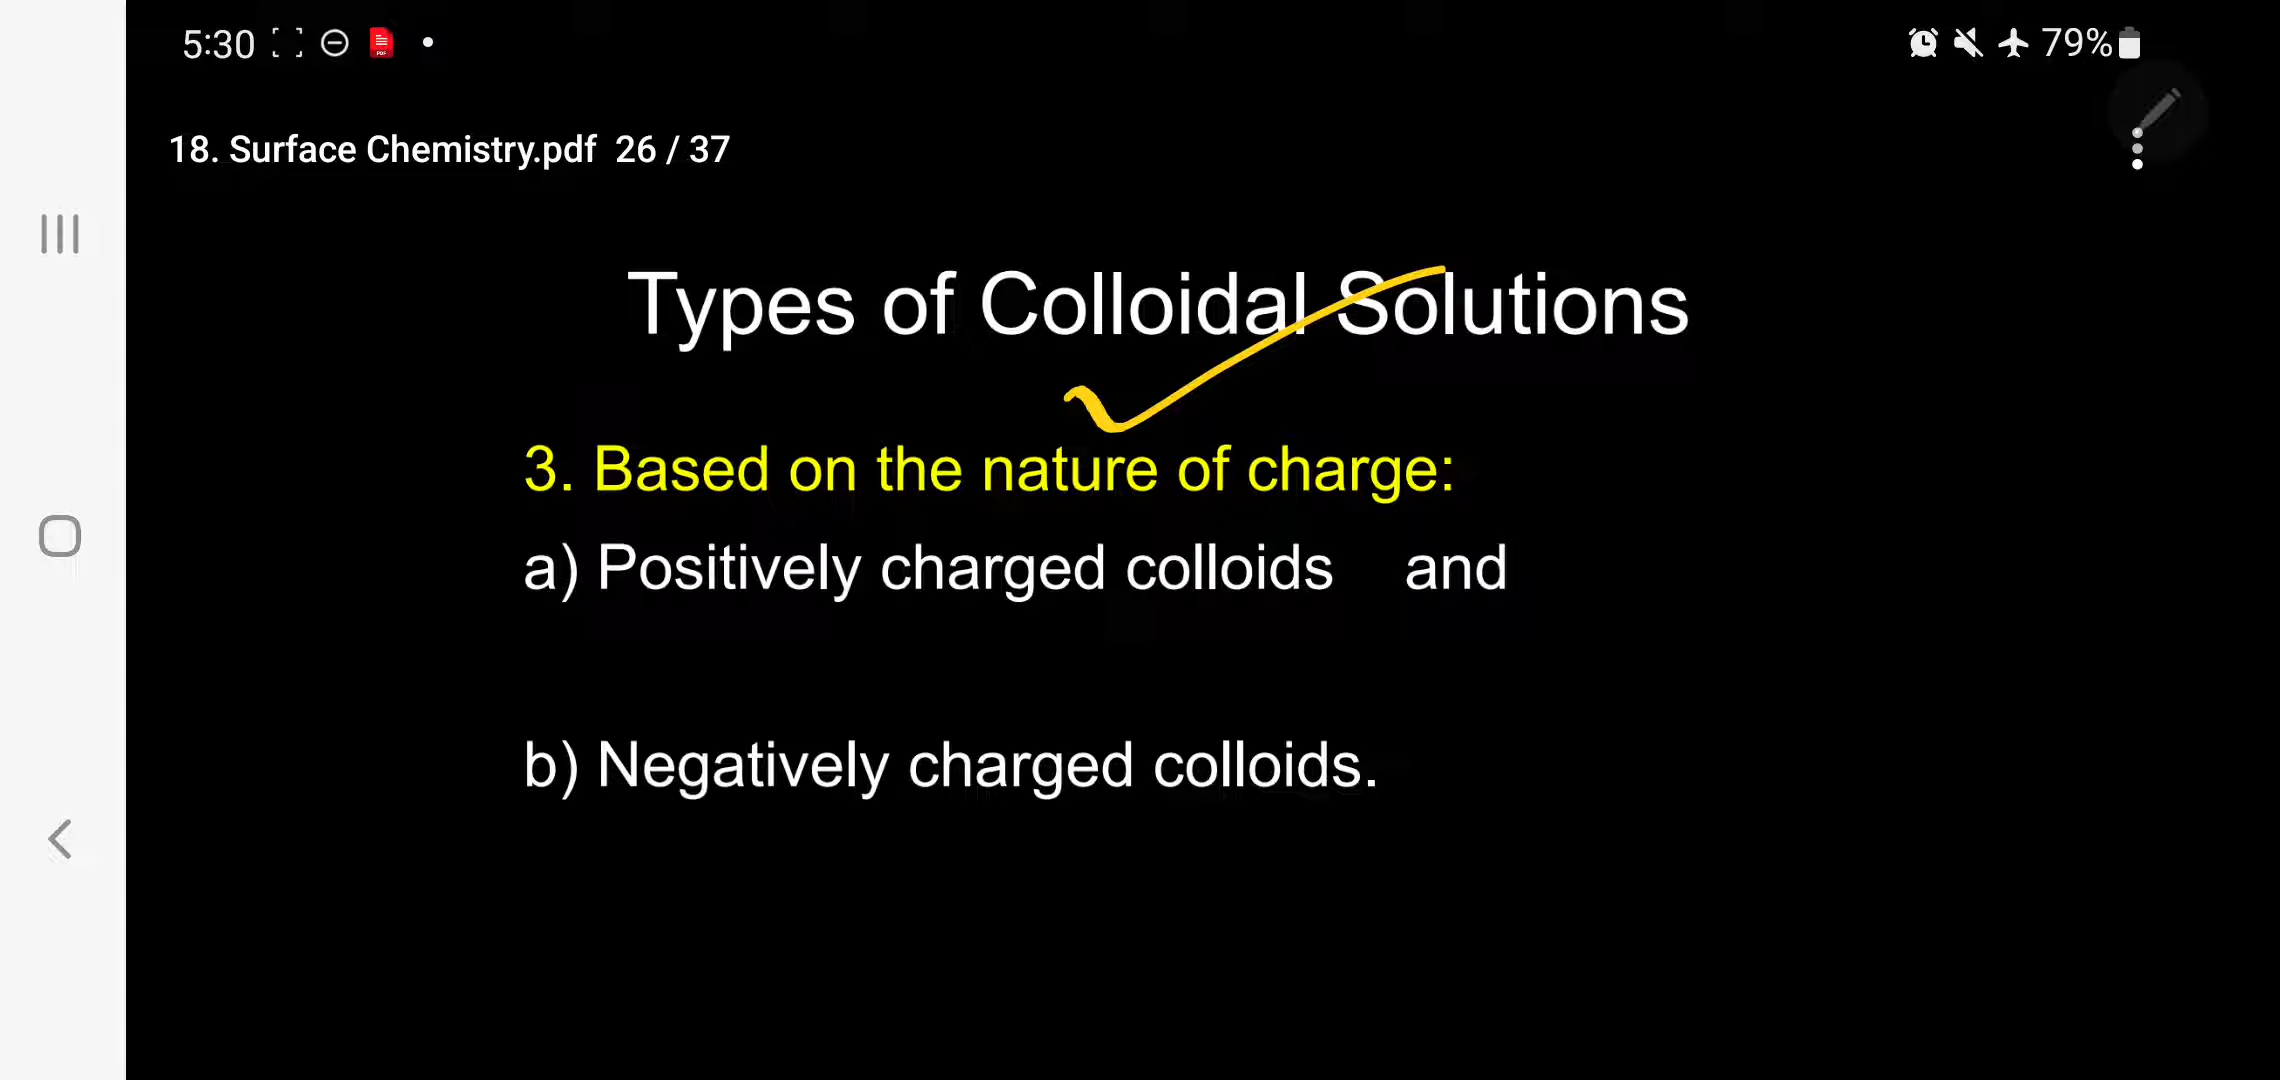 5:30
79%
18. Surface Chemistry.pdf 26 / 37
Types of Colloidal Solutions
3. Based on the nature of charge:
a) Positively charged colloids and
b) Negatively charged colloids.